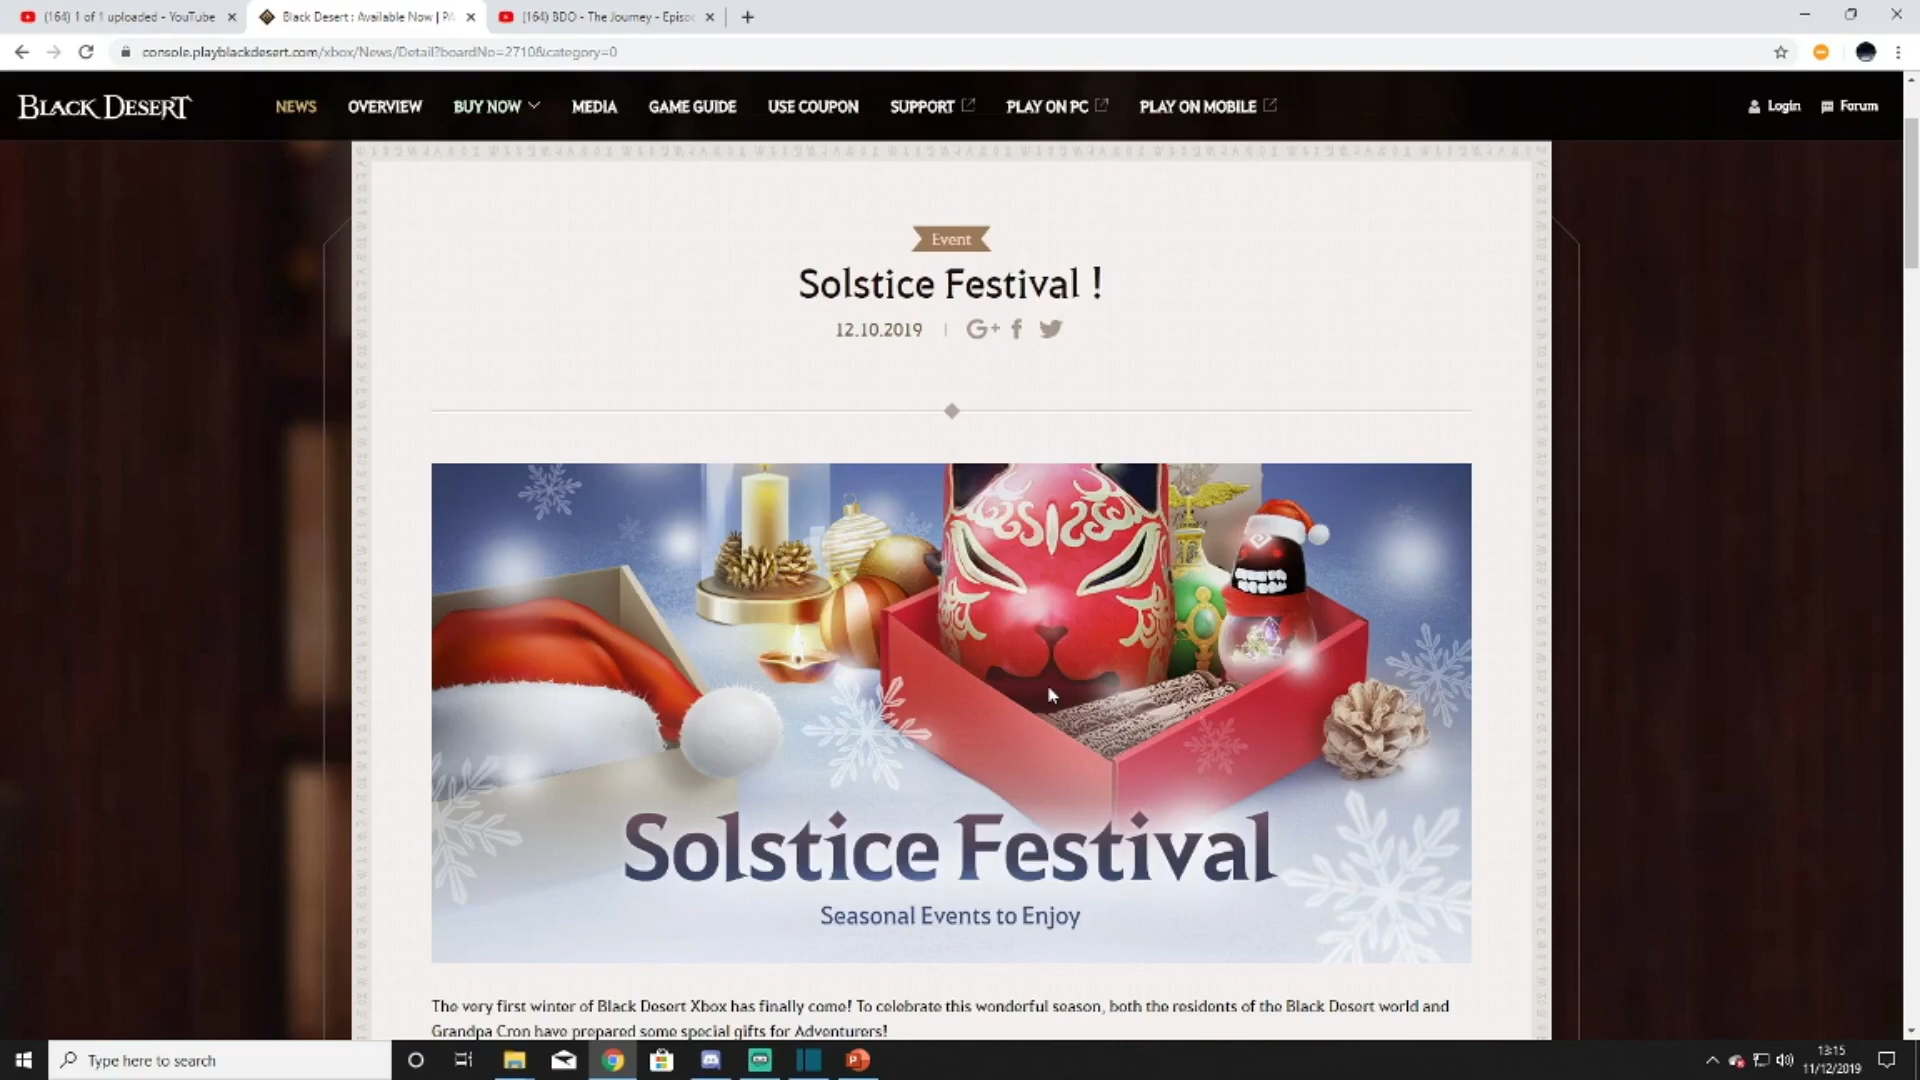 (164) 1 of 1 uploaded - YouTube
Black Desert : Available Now | PA
(164) BDO - The Journey - Episo
console.playblackdesert.com/xbox/News/Detail?boardNo=2710&category=0
BLACK DESERT
NEWS
OVERVIEW
BUY NOW
MEDIA
GAME GUIDE
USE COUPON
SUPPORT
PLAY ON PC
PLAY ON MOBILE
Login
Forum
Event
Solstice Festival !
12.10.2019
G+
Solstice Festival
Seasonal Events to Enjoy
The very first winter of Black Desert Xbox has finally come! To celebrate this wonderful season, both the residents of the Black Desert world and
Grandpa Cron have prepared some special gifts for Adventurers!
Type here to search
13:15
11/12/2019